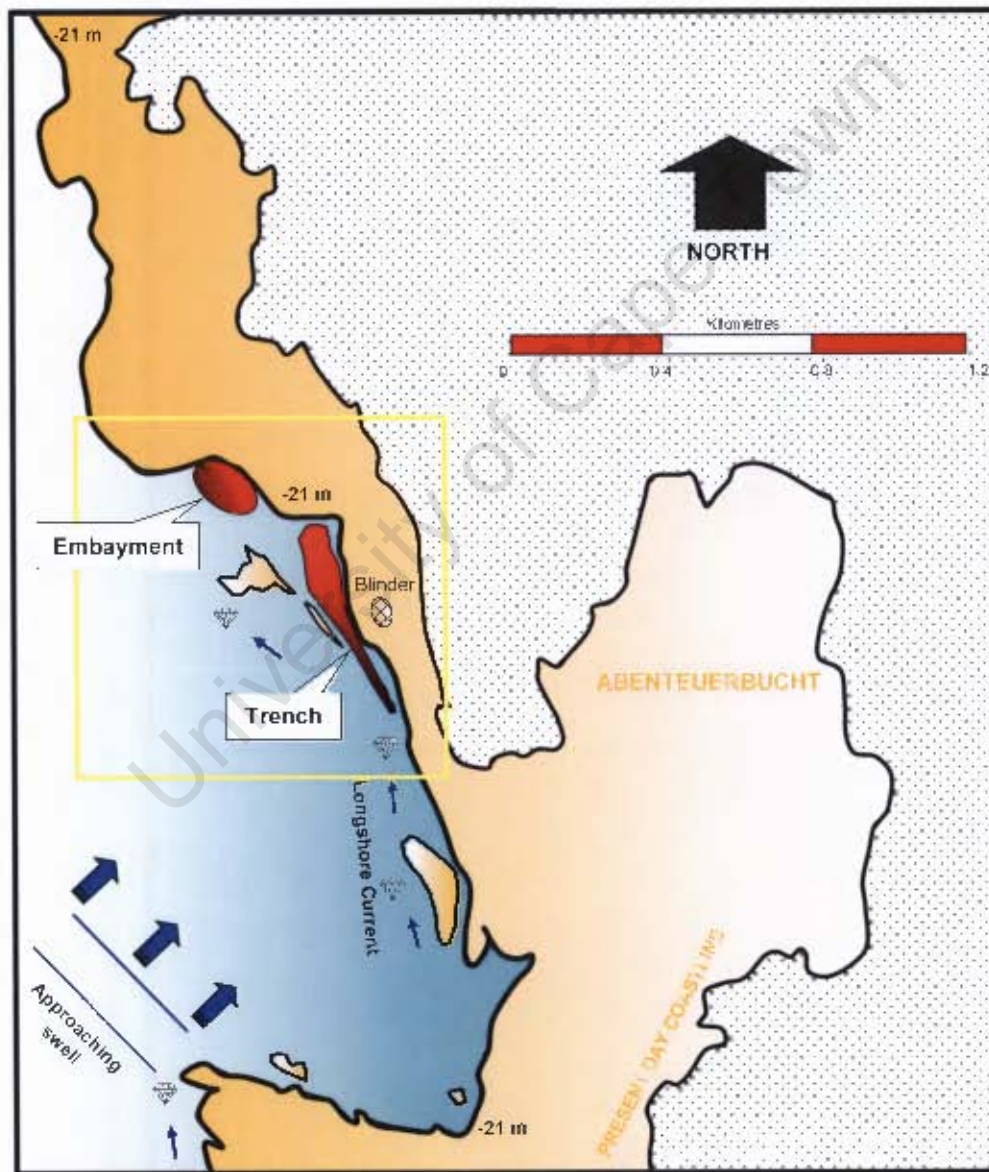 -21 m
NORTH
Kilometres
0 0.4 0.8 1.2
-21 m
Embayment
Blinder
ABENTEUERBUCHT
Trench
Longshore Current
Approaching
swell
PRESENT DAY COASTLINE
-21 m
University of Cape Town